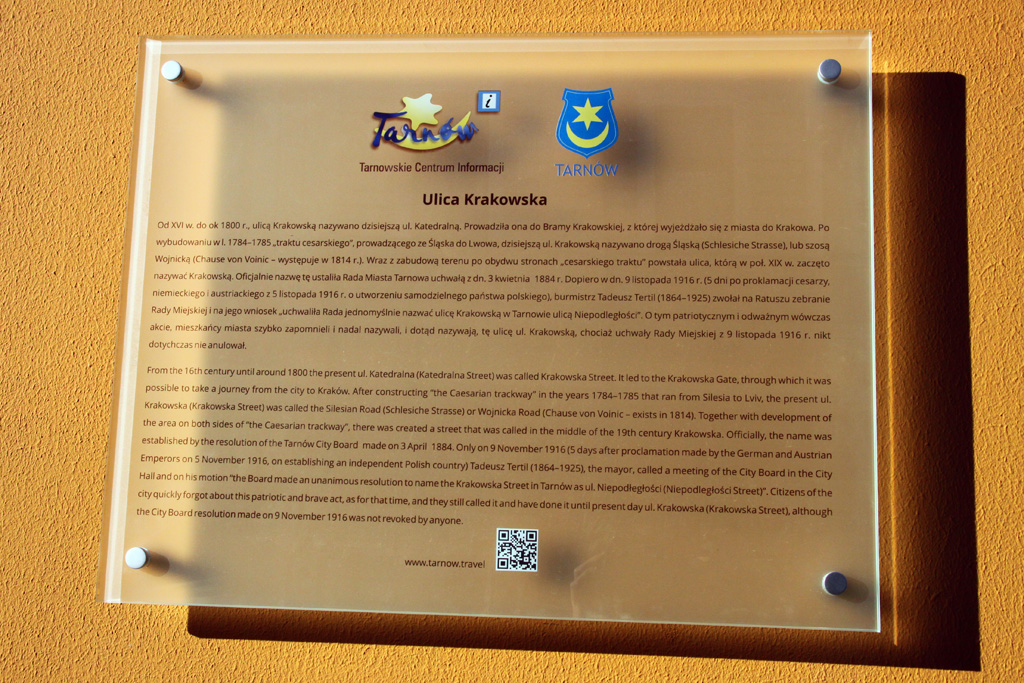 i
Tarnów
Tarnowskie Centrum Informacji
TARNÓW
Ulica Krakowska
Od XVI w. do ok 1800 r., ulicą Krakowską nazywano dzisiejszą ul. Katedralną. Prowadziła ona do Bramy Krakowskiej, z której wyjeżdżało się z miasta do Krakowa. Po
wybudowaniu w l. 1784–1785 „traktu cesarskiego”, prowadzącego ze Śląska do Lwowa, dzisiejszą ul. Krakowską nazywano drogą Śląską (Schlesiche Strasse), lub szosą
Wojnicką (Chause von Voinic – występuje w 1814 r.). Wraz z zabudową terenu po obydwu stronach „cesarskiego traktu” powstała ulica, którą w poł. XIX w. zaczęto
nazywać Krakowską. Oficjalnie nazwę tę ustaliła Rada Miasta Tarnowa uchwałą z dn. 3 kwietnia 1884 r. Dopiero w dn. 9 listopada 1916 r. (5 dni po proklamacji cesarzy,
niemieckiego i austriackiego z 5 listopada 1916 r. o utworzeniu samodzielnego państwa polskiego), burmistrz Tadeusz Tertil (1864–1925) zwołał na Ratuszu zebranie
Rady Miejskiej i na jego wniosek „uchwaliła Rada jednomyślnie nazwać ulicę Krakowską w Tarnowie ulicą Niepodległości”. O tym patriotycznym i odważnym wówczas
akcie, mieszkańcy miasta szybko zapomnieli i nadal nazywali, i dotąd nazywają, tę ulicę ul. Krakowską, chociaż uchwały Rady Miejskiej z 9 listopada 1916 r. nikt
dotychczas nie anulował.
From the 16th century until around 1800 the present ul. Katedralna (Katedralna Street) was called Krakowska Street. It led to the Krakowska Gate, through which it was
possible to take a journey from the city to Kraków. After constructing “the Caesarian trackway” in the years 1784–1785 that ran from Silesia to Lviv, the present ul.
Krakowska (Krakowska Street) was called the Silesian Road (Schlesiche Strasse) or Wojnicka Road (Chause von Voinic – exists in 1814). Together with development of
the area on both sides of “the Caesarian trackway”, there was created a street that was called in the middle of the 19th century Krakowska. Officially, the name was
established by the resolution of the Tarnów City Board made on 3 April 1884. Only on 9 November 1916 (5 days after proclamation made by the German and Austrian
Emperors on 5 November 1916, on establishing an independent Polish country) Tadeusz Tertil (1864–1925), the mayor, called a meeting of the City Board in the City
Hall and on his motion “the Board made an unanimous resolution to name the Krakowska Street in Tarnów as ul. Niepodległości (Niepodległości Street)”. Citizens of the
city quickly forgot about this patriotic and brave act, as for that time, and they still called it and have done it until present day ul. Krakowska (Krakowska Street), although
the City Board resolution made on 9 November 1916 was not revoked by anyone.
www.tarnow.travel